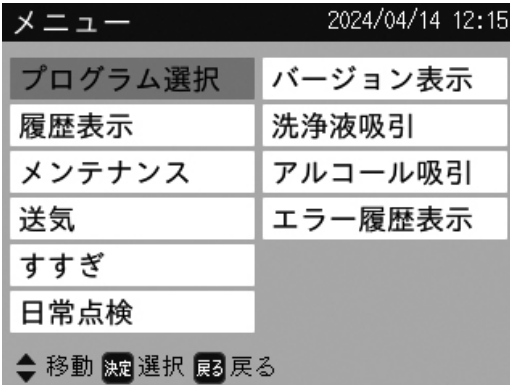 メニュー 2024/04/14 12:15
プログラム選択 バージョン表示
履歴表示 洗浄液吸引
メンテナンス アルコール吸引
送気 エラー履歴表示
すすぎ
日常点検
移動 決定 選択 戻る 戻る